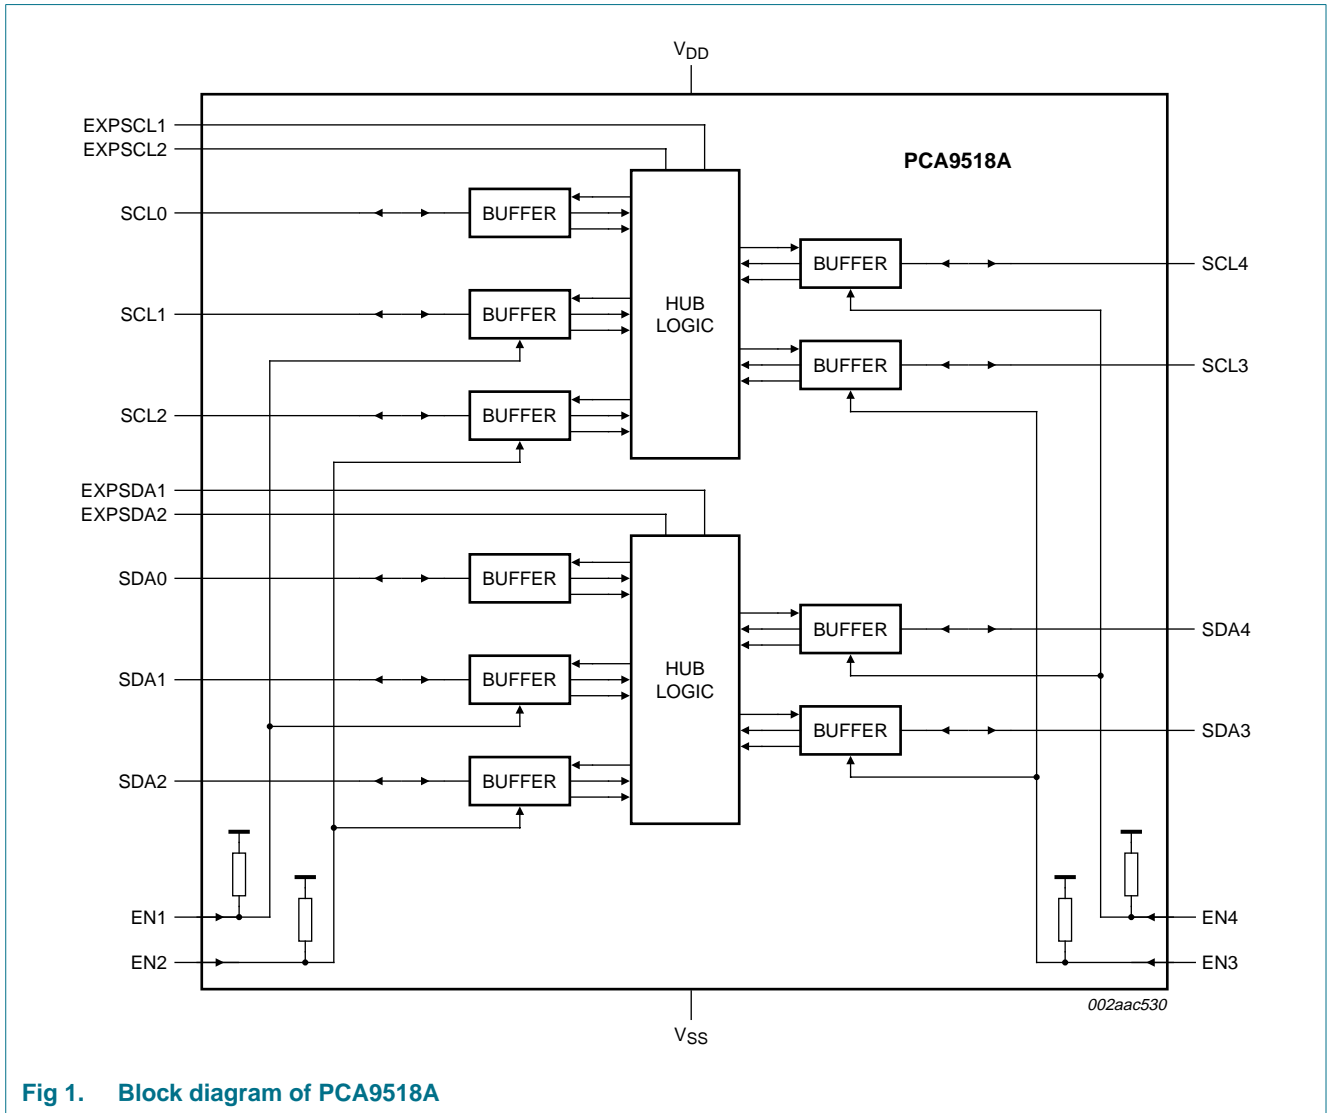 VDD
EXPSCL1
EXPSCL2
PCA9518A
SCL0
BUFFER
BUFFER
SCL4
SCL1
BUFFER
HUB
LOGIC
BUFFER
SCL3
SCL2
BUFFER
EXPSDA1
EXPSDA2
SDA0
BUFFER
BUFFER
SDA4
SDA1
BUFFER
HUB
LOGIC
BUFFER
SDA3
SDA2
BUFFER
EN1
EN4
EN2
EN3
002aac530
VSS
Fig 1. Block diagram of PCA9518A